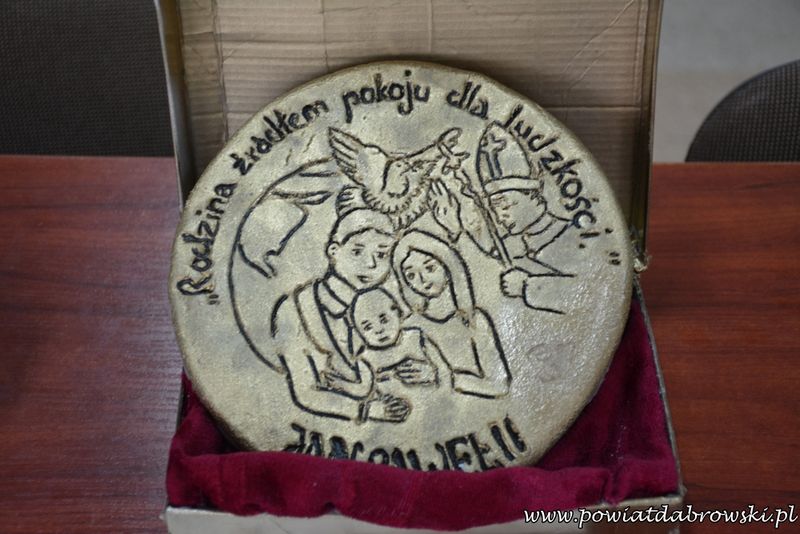 „Rodzina źródłem pokoju dla ludzkości."
JAN PAWEŁ II
www.powiatdabrowski.pl